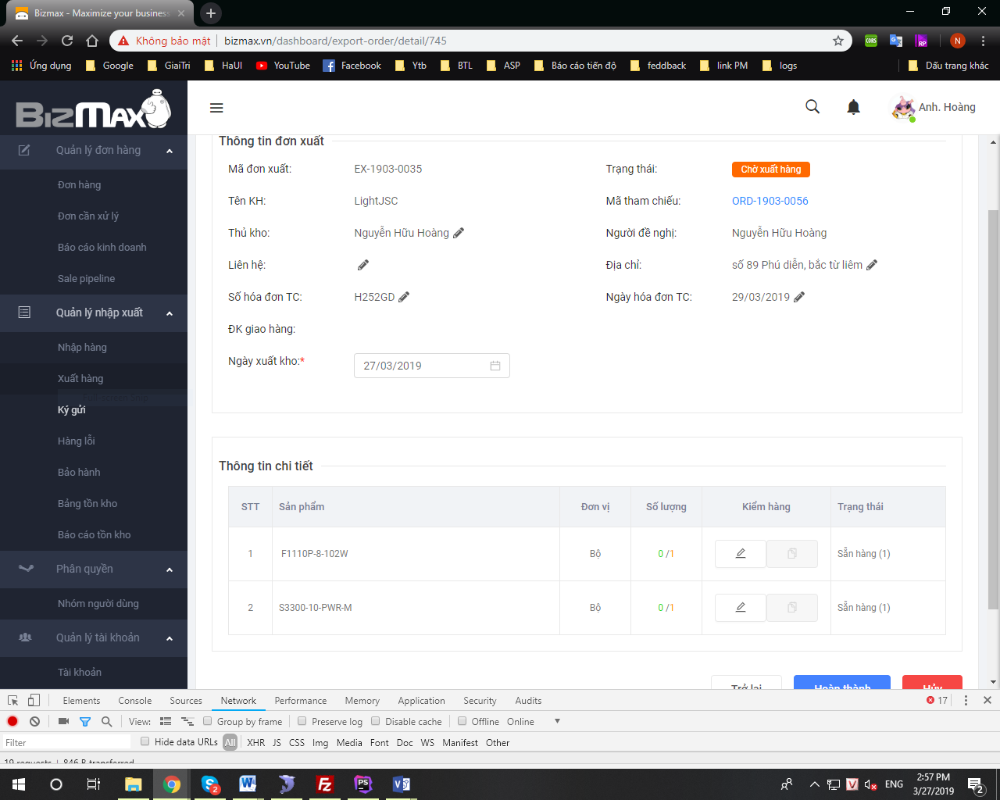 Bizmax - Maximize your business
Không bảo mật
bizmax.vn/dashboard/export-order/detail/745
CORS
RP
N
Ứng dụng
Google
GiaiTri
HaUI
YouTube
Facebook
Ytb
BTL
ASP
Báo cáo tiến độ
feddback
link PM
logs
Dấu trang khác
BIZMAX
Anh. Hoàng
Quản lý đơn hàng
Đơn hàng
Đơn cần xử lý
Báo cáo kinh doanh
Sale pipeline
Quản lý nhập xuất
Nhập hàng
Xuất hàng
Ký gửi
Hàng lỗi
Bảo hành
Bảng tồn kho
Báo cáo tồn kho
Phân quyền
Nhóm người dùng
Quản lý tài khoản
Tài khoản
Thông tin đơn xuất
Mã đơn xuất: EX-1903-0035 Trạng thái: Chờ xuất hàng
Tên KH: LightJSC Mã tham chiếu: ORD-1903-0056
Thủ kho: Nguyễn Hữu Hoàng Người đề nghị: Nguyễn Hữu Hoàng
Liên hệ: Địa chỉ: số 89 Phú diễn, bắc từ liêm
Số hóa đơn TC: H252GD Ngày hóa đơn TC: 29/03/2019
ĐK giao hàng:
Ngày xuất kho:* 27/03/2019
Thông tin chi tiết
STT Sản phẩm Đơn vị Số lượng Kiểm hàng Trạng thái
1 F1110P-8-102W Bộ 0 /1 Sẵn hàng (1)
2 S3300-10-PWR-M Bộ 0 /1 Sẵn hàng (1)
Trở lại Hoàn thành Hủy
Elements Console Sources Network Performance Memory Application Security Audits 17
View: Group by frame Preserve log Disable cache Offline Online
Filter Hide data URLs All XHR JS CSS Img Media Font Doc WS Manifest Other
19 requests | 846 B transferred
2
W
Fz
PS
V
V
ENG
2:57 PM
3/27/2019
2